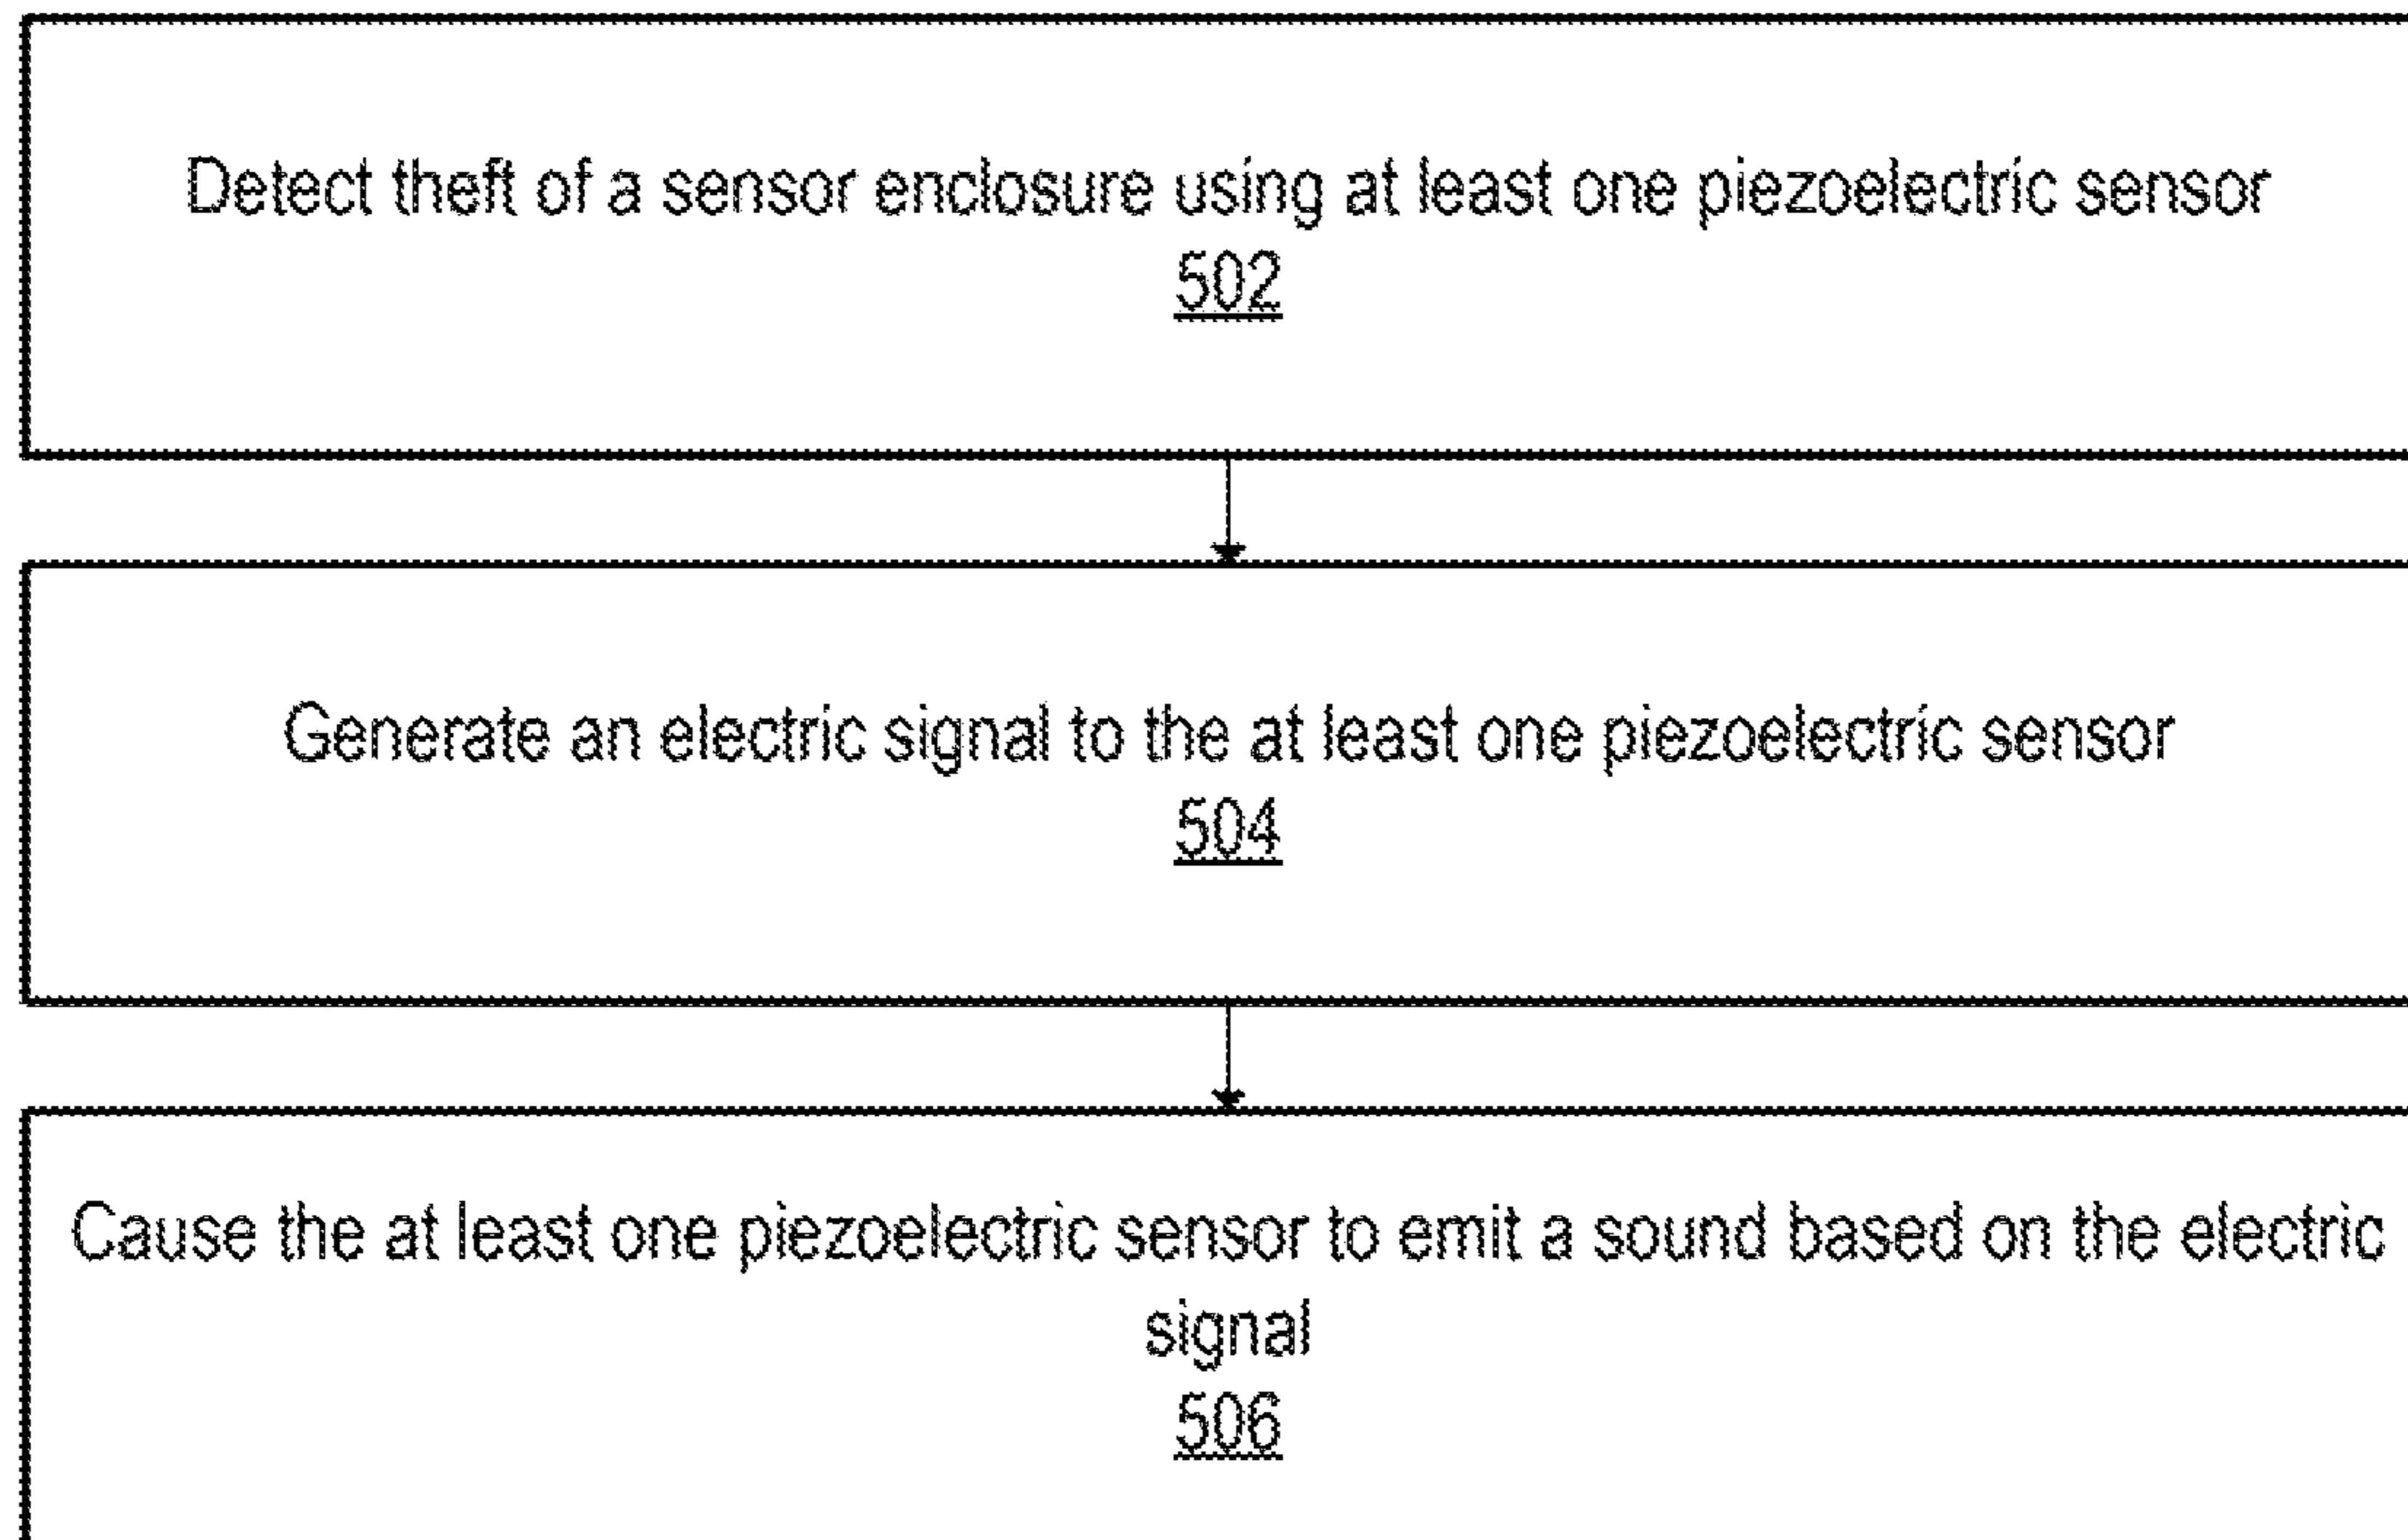 Detect theft of a sensor enclosure using at least one piezoelectric sensor
502
Generate an electric signal to the at least one piezoelectric sensor
504
Cause the at least one piezoelectric sensor to emit a sound based on the electric
signal
506